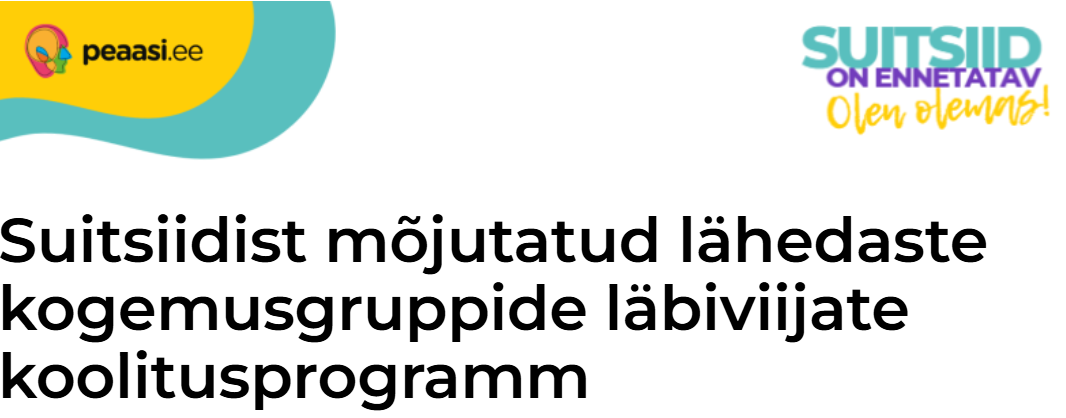 peaasi.ee
SUITSIID
ON ENNETATAV
Olen olemas!
Suitsiidist mõjutatud lähedaste
kogemusgruppide läbiviijate
koolitusprogramm